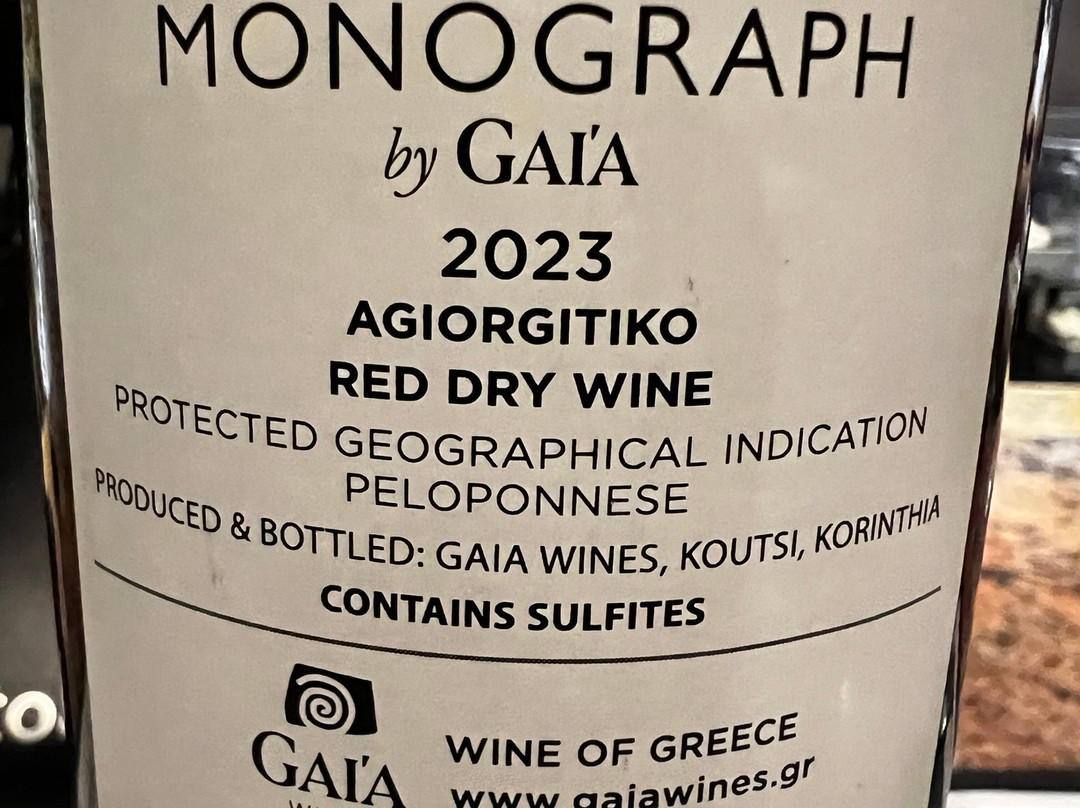 MONOGRAPH
by GAI'A
2023
AGIORGITIKO
RED DRY WINE
PROTECTED GEOGRAPHICAL INDICATION
PELOPONNESE
PRODUCED & BOTTLED: GAIA WINES, KOUTSI, KORINTHIA
CONTAINS SULFITES
GAI'A
WINE OF GREECE
www.gaiawines.gr